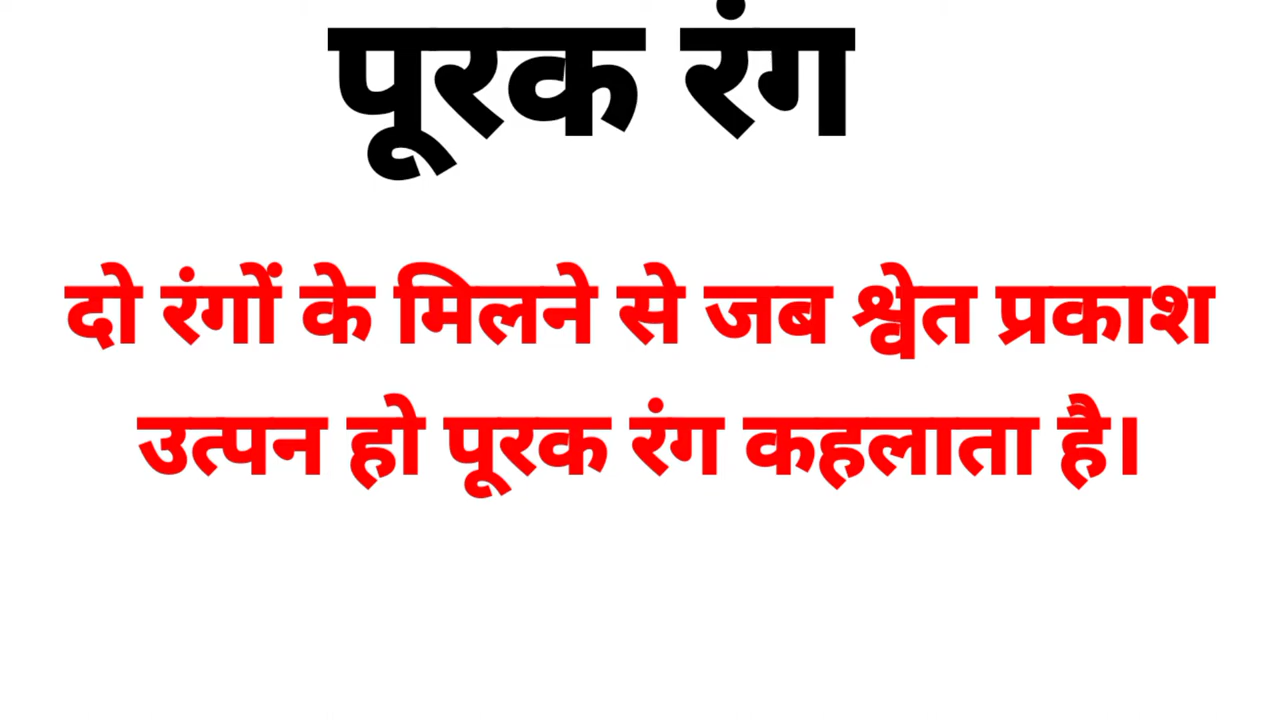 पूरक रंग
दो रंगों के मिलने से जब श्वेत प्रकाश
उत्पन हो पूरक रंग कहलाता है।